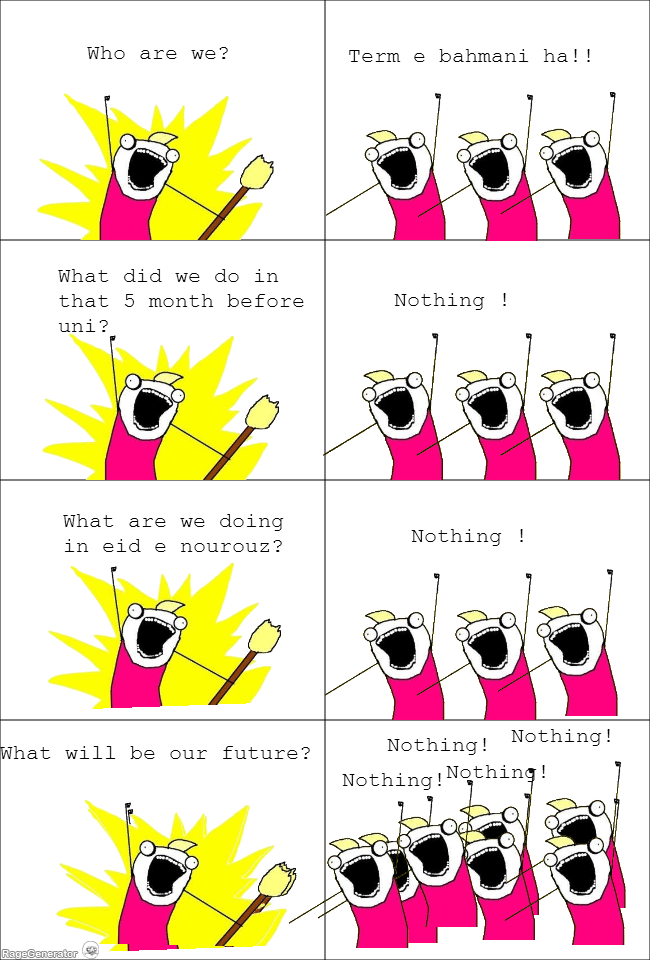 Who are we?
Term e bahmani ha!!
What did we do in
that 5 month before
uni?
Nothing !
What are we doing
in eid e nourouz?
Nothing !
What will be our future?
Nothing!
Nothing!
Nothing!
Nothing!
RageGenerator